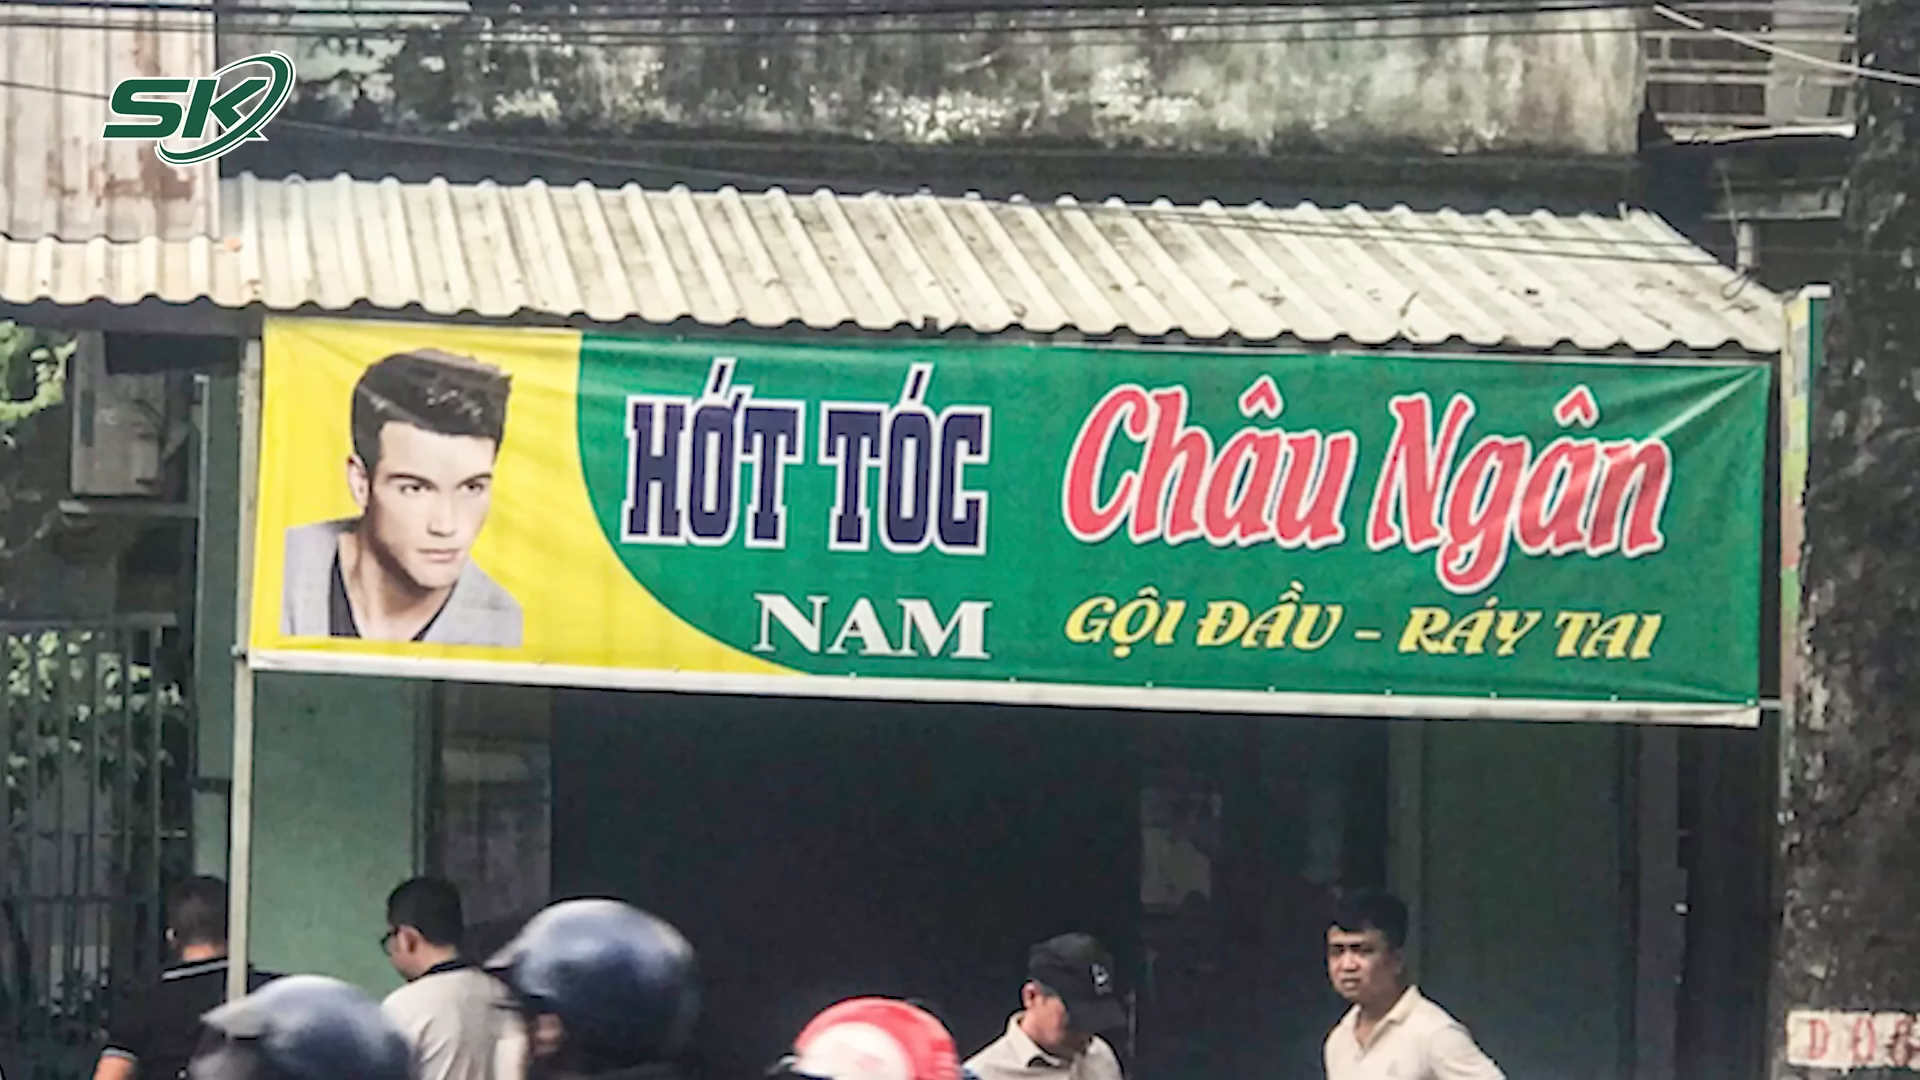 SK
HỚT TÓC
NAM
Châu Ngân
GỘI ĐẦU - RÁY TAI